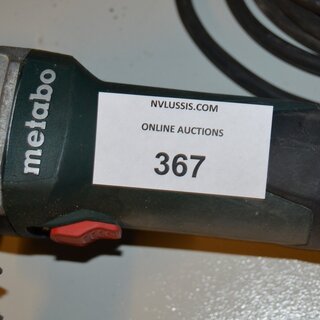 metabo
NVLUSSIS.COM
ONLINE AUCTIONS
367